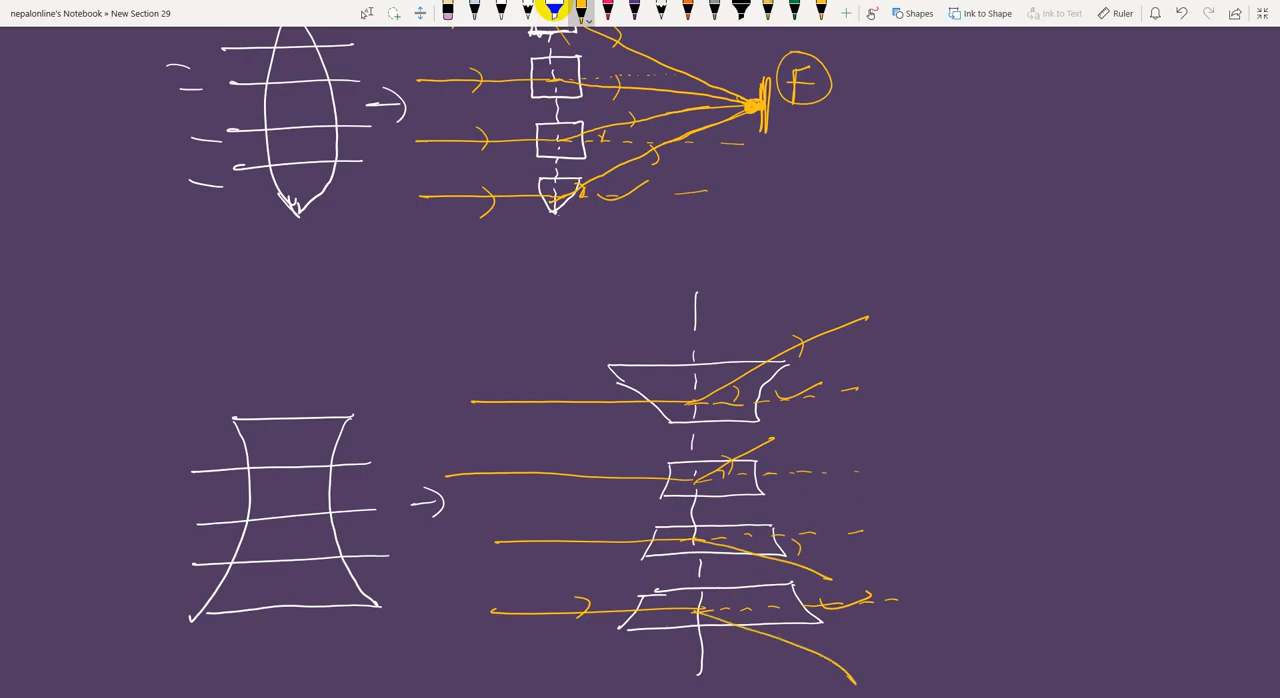 nepalonline's Notebook » New Section 29
Shapes
Ink to Shape
Ink to Text
Ruler
F